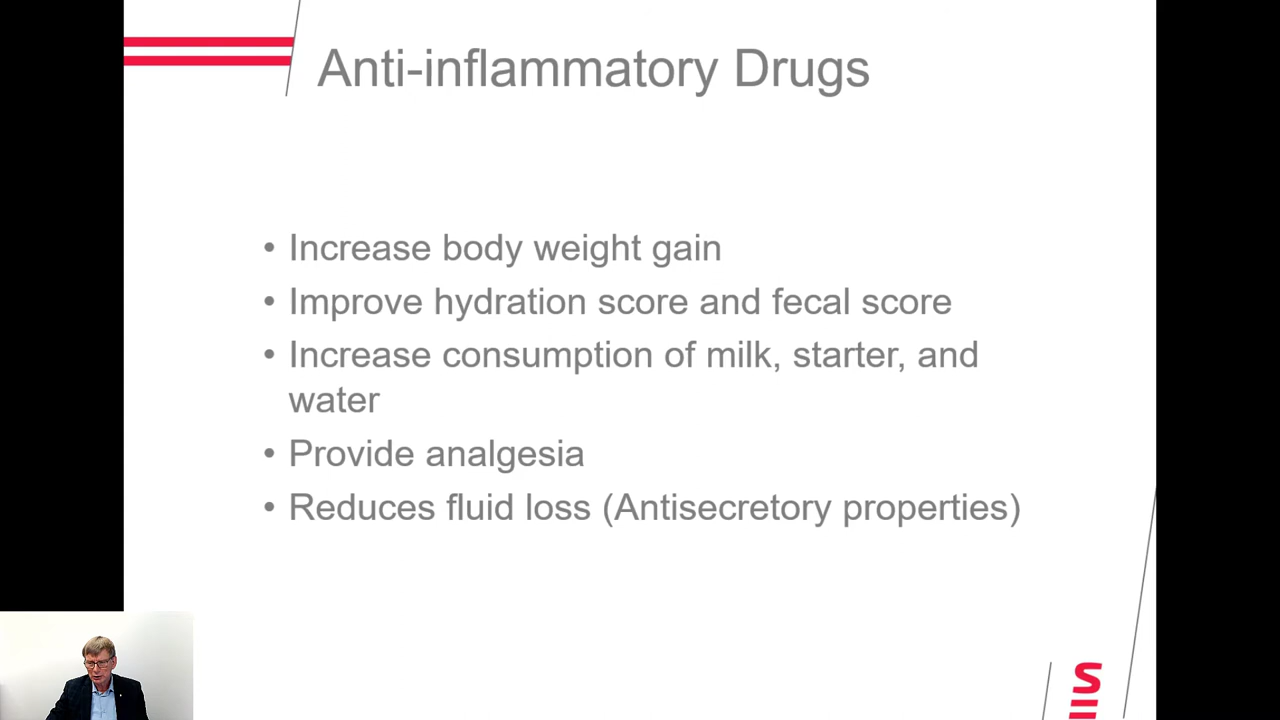 Anti-inflammatory Drugs
• Increase body weight gain
• Improve hydration score and fecal score
• Increase consumption of milk, starter, and
water
• Provide analgesia
• Reduces fluid loss (Antisecretory properties)
S